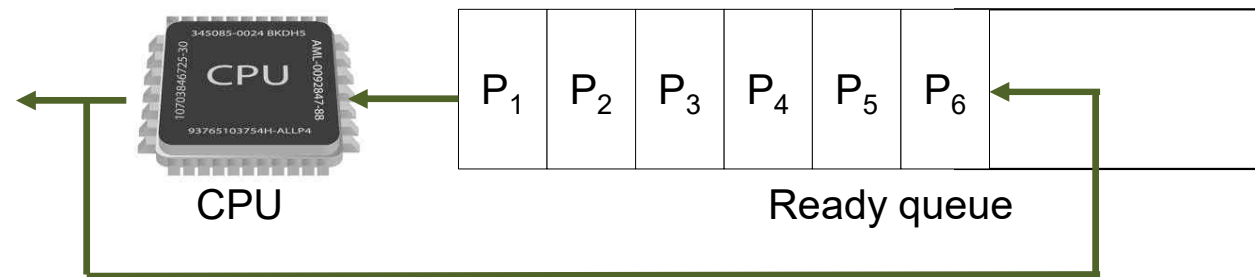 345085-0024 BKDH5
10703846725-30
CPU
AML-0092847-88
93765103754H-ALLP4
P₁ P₂ P₃ P₄ P₅ P₆
CPU
Ready queue